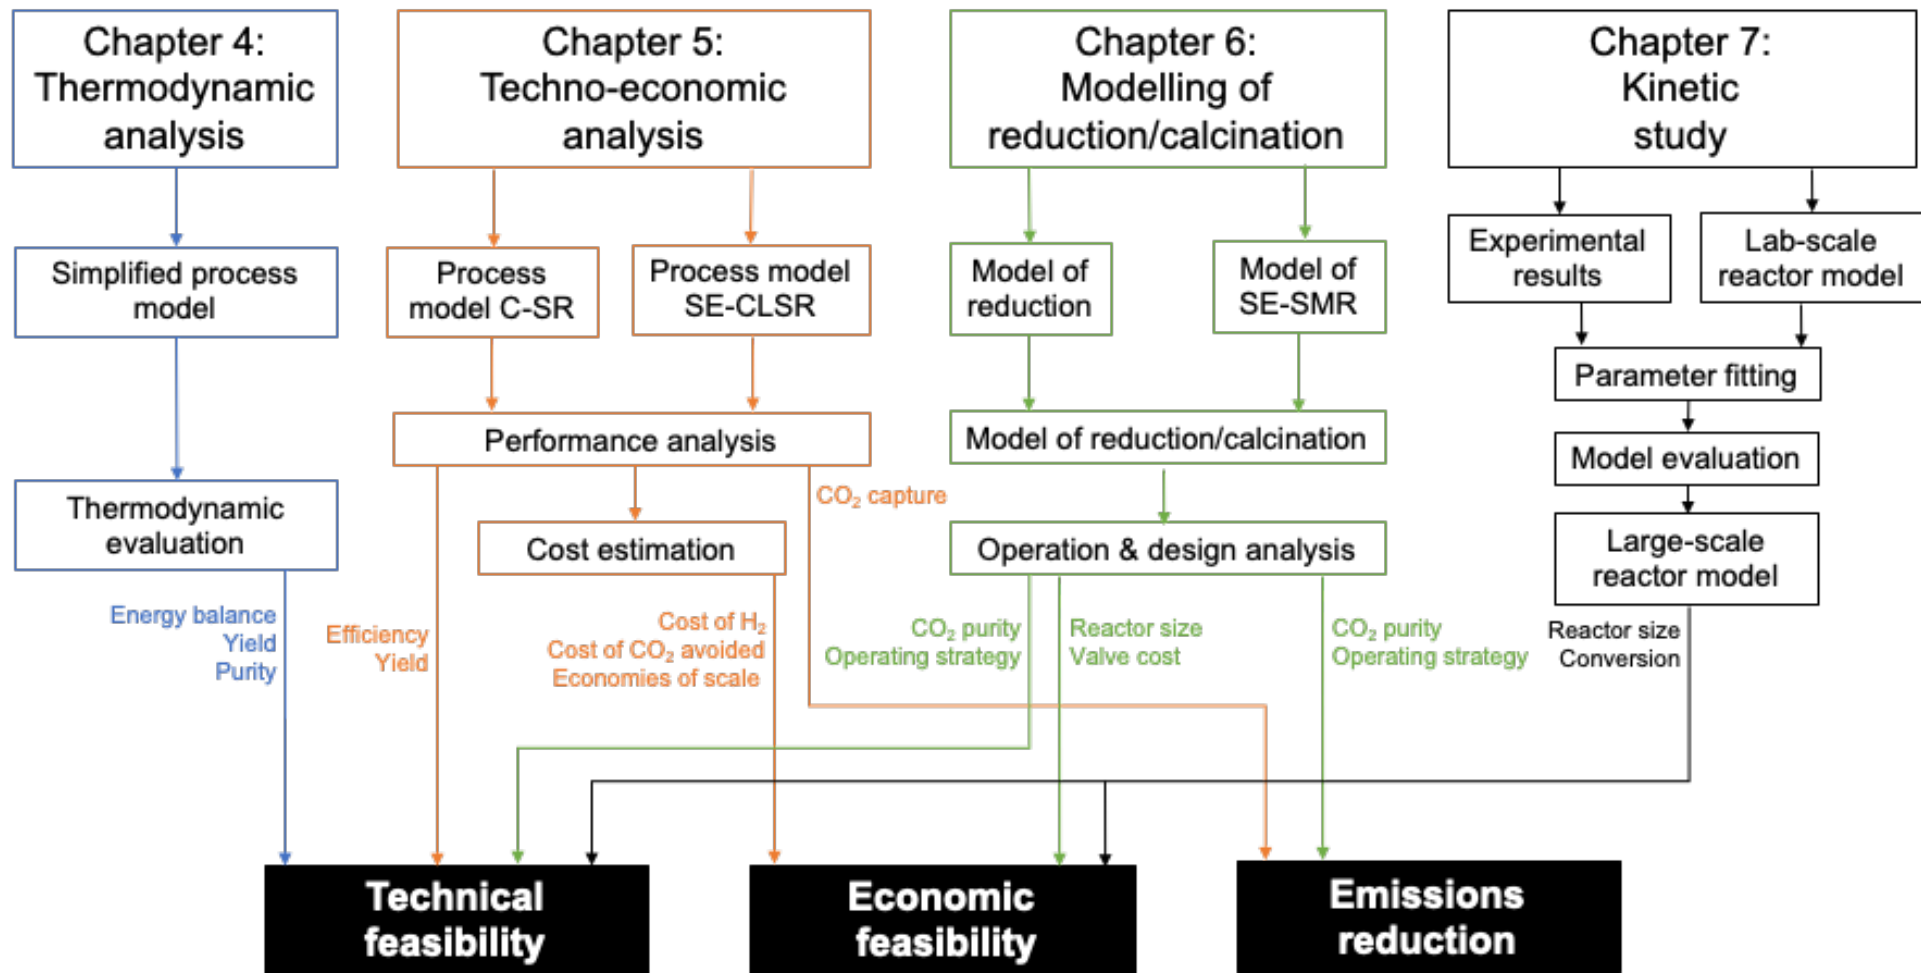 Chapter 4:
Thermodynamic
analysis
Chapter 5:
Techno-economic
analysis
Chapter 6:
Modelling of
reduction/calcination
Chapter 7:
Kinetic
study
Simplified process
model
Process
model C-SR
Process model
SE-CLSR
Model of
reduction
Model of
SE-SMR
Experimental
results
Lab-scale
reactor model
Parameter fitting
Performance analysis
Model of reduction/calcination
Model evaluation
Thermodynamic
evaluation
CO₂ capture
Cost estimation
Operation & design analysis
Large-scale
reactor model
Energy balance
Yield
Purity
Efficiency
Yield
Cost of H₂
Cost of CO₂ avoided
Economies of scale
CO₂ purity
Operating strategy
Reactor size
Valve cost
CO₂ purity
Operating strategy
Reactor size
Conversion
Technical
feasibility
Economic
feasibility
Emissions
reduction